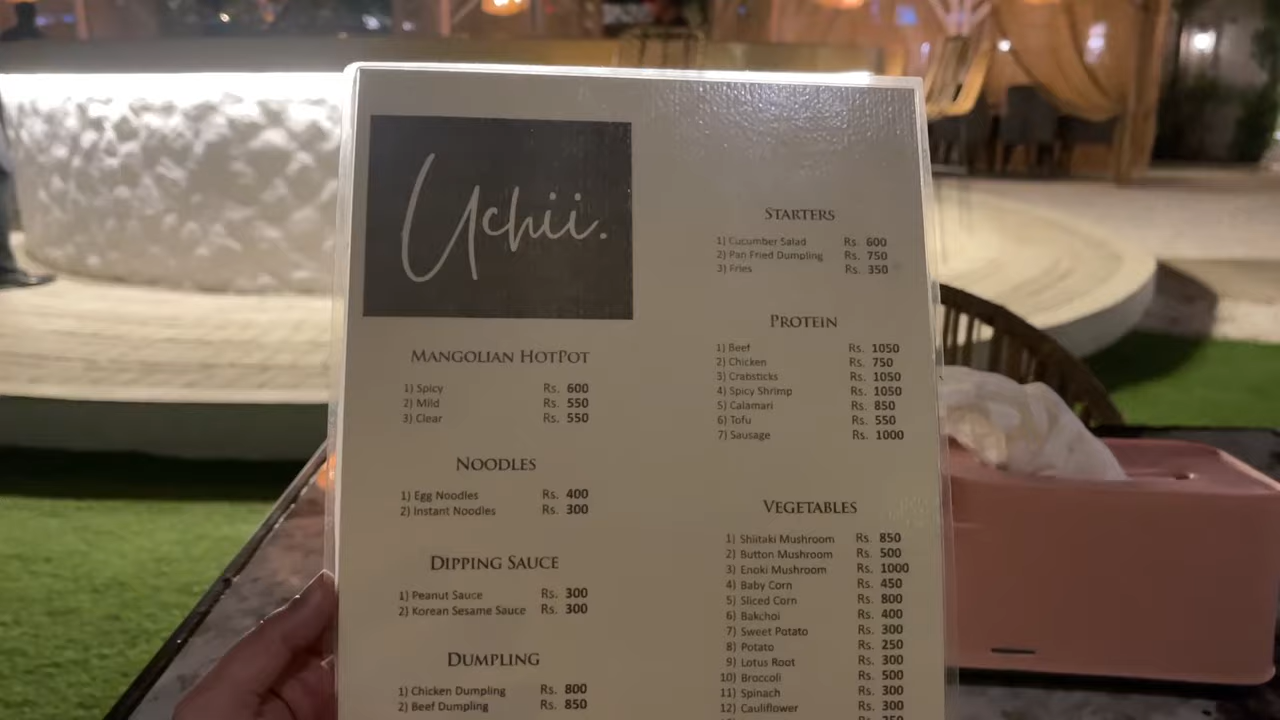 Uchii.
MANGOLIAN HOTPOT
1) Spicy Rs. 600
2) Mild Rs. 550
3) Clear Rs. 550
NOODLES
1) Egg Noodles Rs. 400
2) Instant Noodles Rs. 300
DIPPING SAUCE
1) Peanut Sauce Rs. 300
2) Korean Sesame Sauce Rs. 300
DUMPLING
1) Chicken Dumpling Rs. 800
2) Beef Dumpling Rs. 850
STARTERS
1) Cucumber Salad Rs. 600
2) Pan Fried Dumpling Rs. 750
3) Fries Rs. 350
PROTEIN
1) Beef Rs. 1050
2) Chicken Rs. 750
3) Crabsticks Rs. 1050
4) Spicy Shrimp Rs. 1050
5) Calamari Rs. 850
6) Tofu Rs. 550
7) Sausage Rs. 1000
VEGETABLES
1) Shiitaki Mushroom Rs. 850
2) Button Mushroom Rs. 500
3) Enoki Mushroom Rs. 1000
4) Baby Corn Rs. 450
5) Sliced Corn Rs. 800
6) Bakchoi Rs. 400
7) Sweet Potato Rs. 300
8) Potato Rs. 250
9) Lotus Root Rs. 300
10) Broccoli Rs. 500
11) Spinach Rs. 300
12) Cauliflower Rs. 300